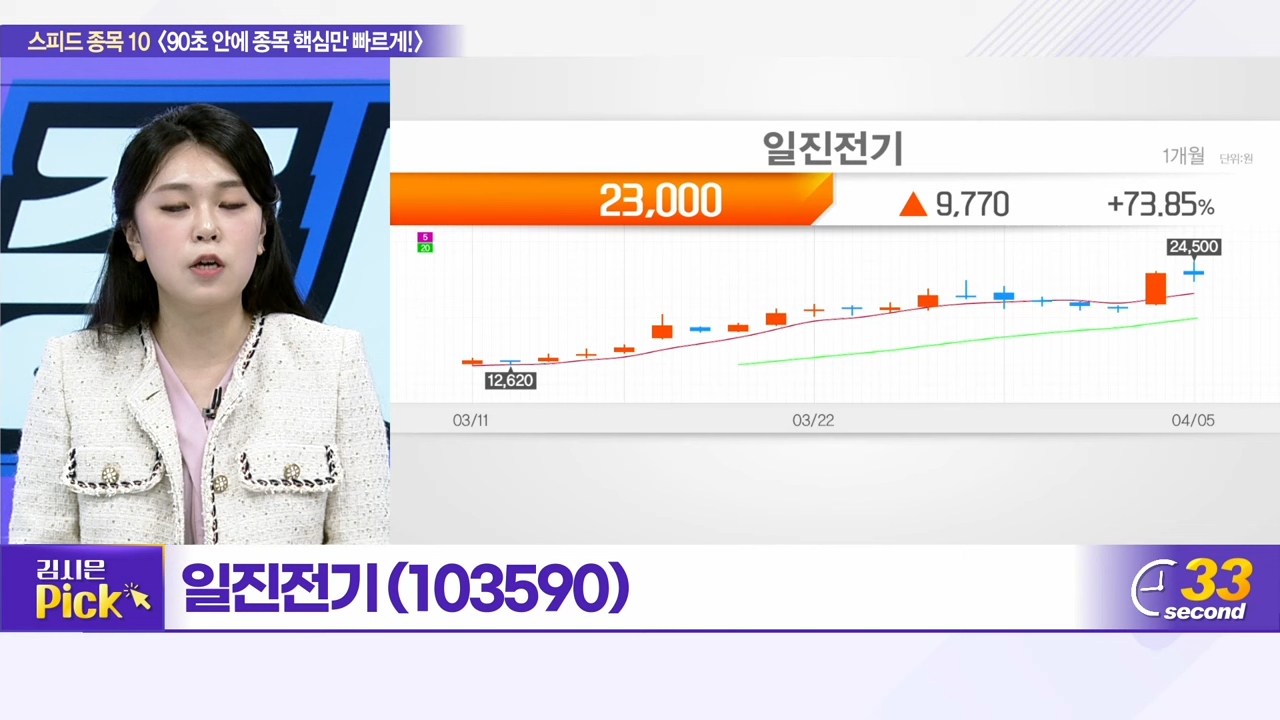 스피드 종목 10 〈90초 안에 종목 핵심만 빠르게!〉
일진전기
1개월 단위:원
23,000 ▲ 9,770 +73.85%
5
20
24,500
12,620
03/11 03/22 04/05
김시은
Pick
일진전기 (103590)
33
second